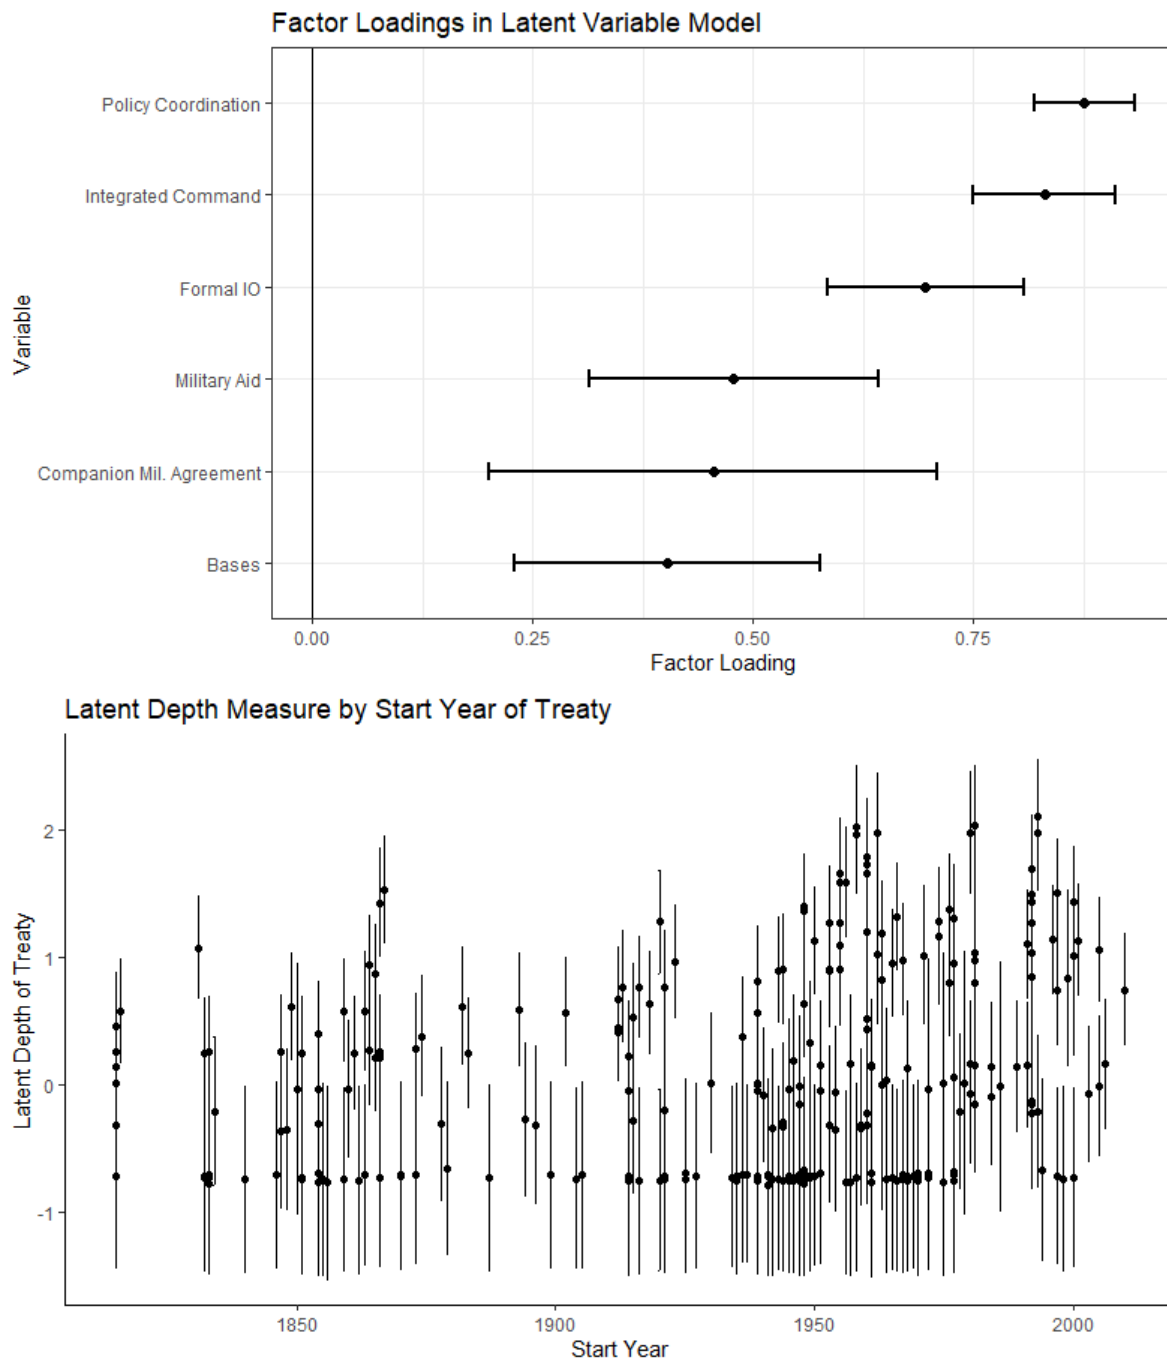 Factor Loadings in Latent Variable Model
Variable
Policy Coordination
Integrated Command
Formal IO
Military Aid
Companion Mil. Agreement
Bases
0.00 0.25 0.50 0.75
Factor Loading
Latent Depth Measure by Start Year of Treaty
Latent Depth of Treaty
2
1
0
-1
1850 1900 1950 2000
Start Year